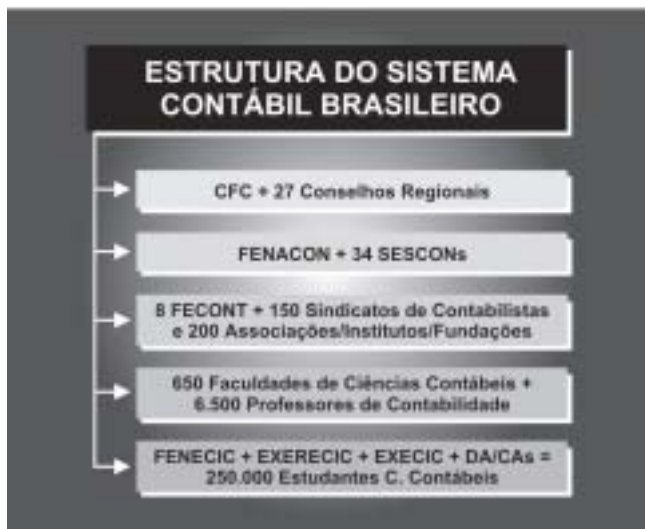 ESTRUTURA DO SISTEMA
CONTÁBIL BRASILEIRO
CFC + 27 Conselhos Regionais
FENACON + 34 SESCONs
8 FECONT + 150 Sindicatos de Contabilistas
e 200 Associações/Institutos/Fundações
650 Faculdades de Ciências Contábeis +
6.500 Professores de Contabilidade
FENECIC + EXERECIC + EXECIC + DA/CAs =
250.000 Estudantes C. Contábeis